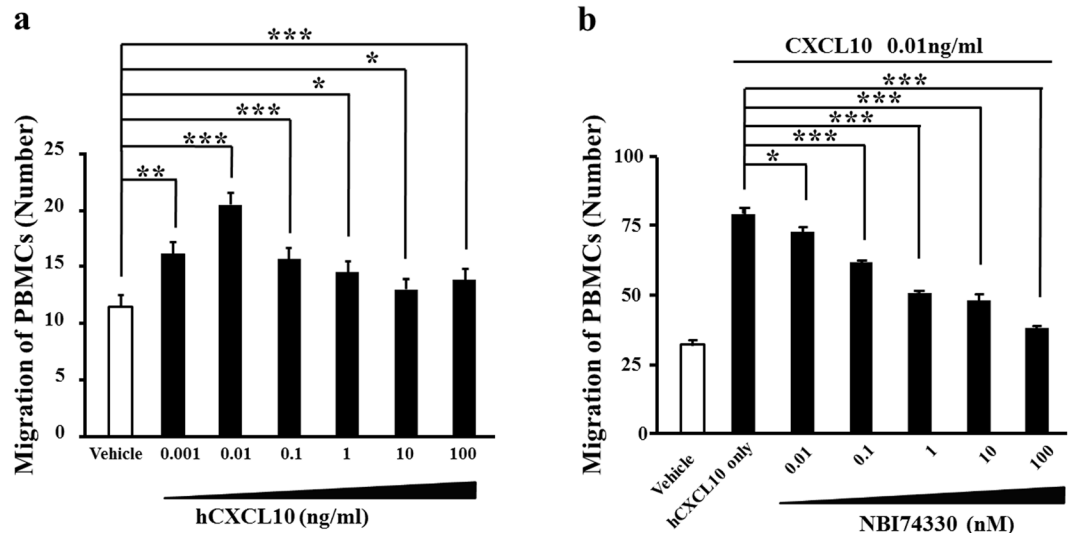 a
***
*
*
***
***
**
Migration of PBMCs (Number)
25
20
15
10
5
0
Vehicle 0.001 0.01 0.1 1 10 100
hCXCL10 (ng/ml)
b
CXCL10 0.01ng/ml
***
***
***
***
*
Migration of PBMCs (Number)
100
75
50
25
0
Vehicle hCXCL10 only 0.01 0.1 1 10 100
NBI74330 (nM)